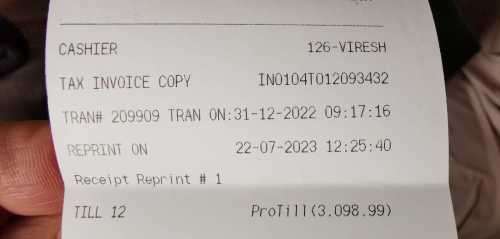 CASHIER 126-VIRESH
TAX INVOICE COPY IN0104T012093432
TRAN# 209909 TRAN ON:31-12-2022 09:17:16
REPRINT ON 22-07-2023 12:25:40
Receipt Reprint # 1
TILL 12 ProTill(3.098.99)